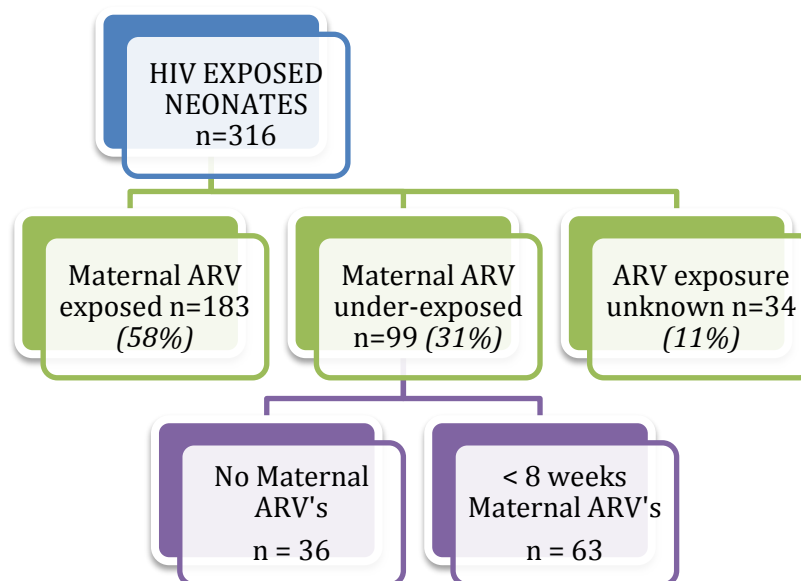 HIV EXPOSED
NEONATES
n=316
Maternal ARV
exposed n=183
(58%)
Maternal ARV
under-exposed
n=99 (31%)
ARV exposure
unknown n=34
(11%)
No Maternal
ARV's
n = 36
< 8 weeks
Maternal ARV's
n = 63